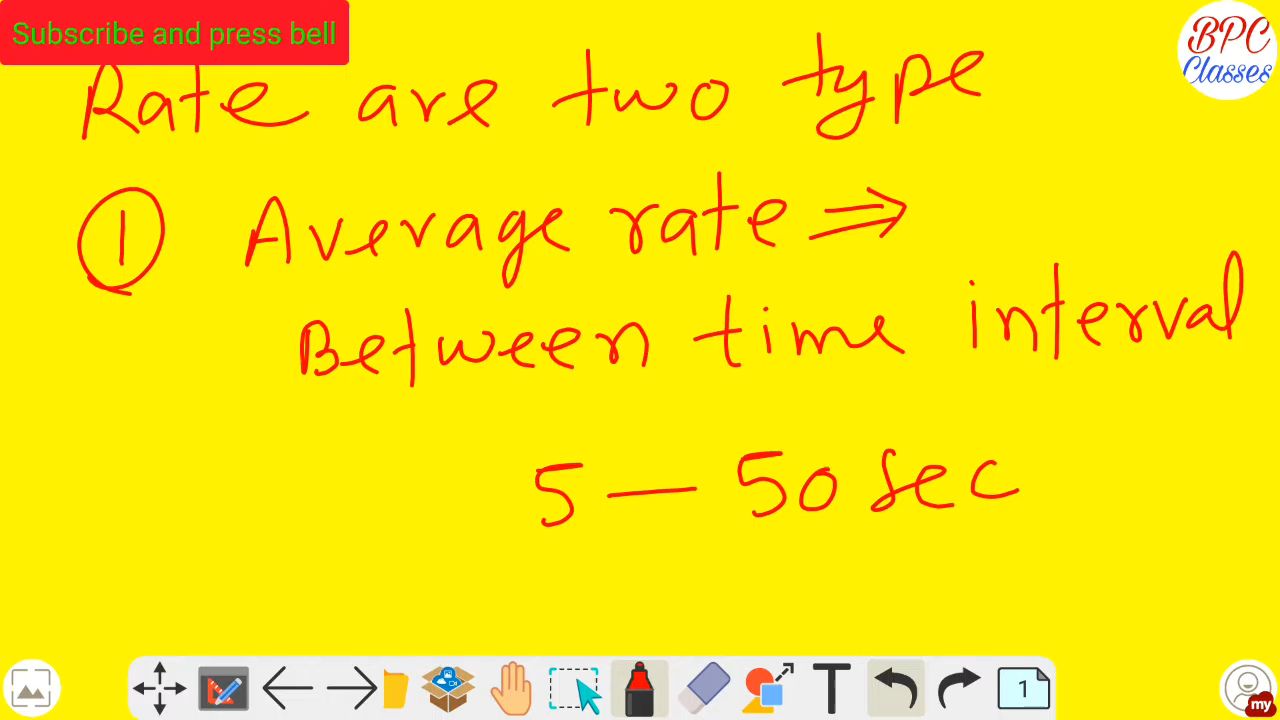 Subscribe and press bell
BPC
Classes
Rate are two type
① Average rate ⇒
Between time interval
5 — 50 sec
T
1
my